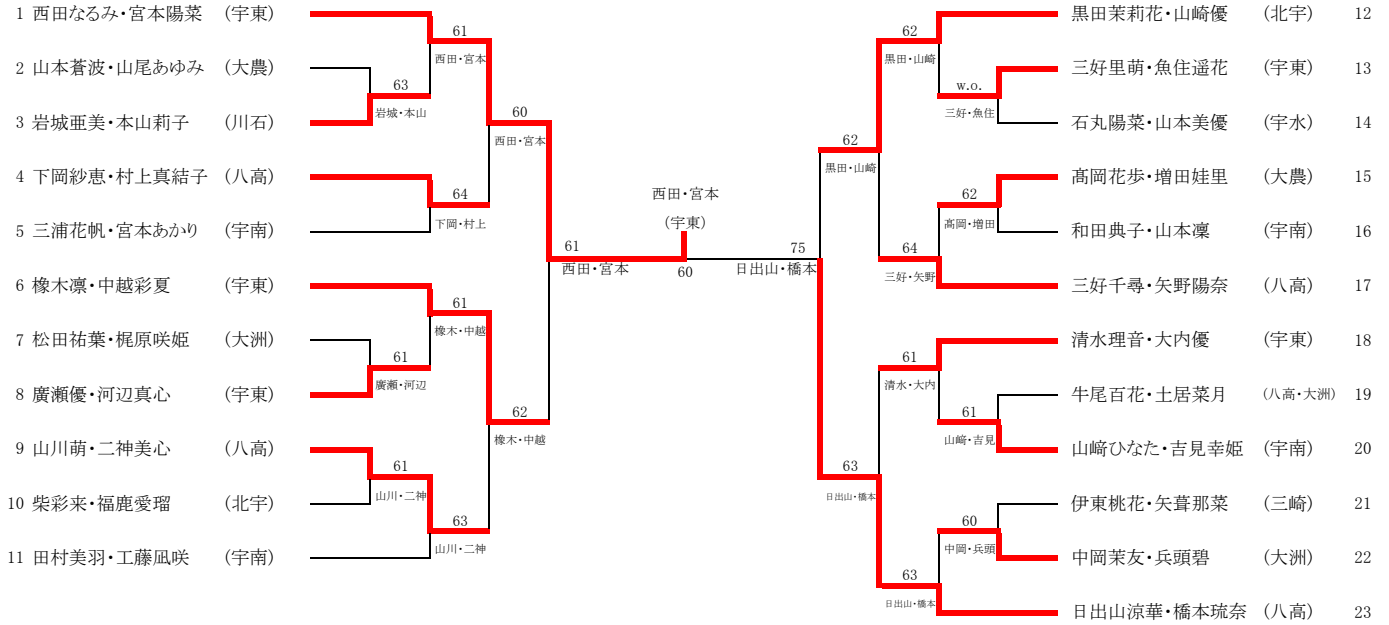 1 西田なるみ・宮本陽菜 (宇東)
2 山本蒼波・山尾あゆみ (大農)
3 岩城亜美・本山莉子 (川石)
4 下岡紗恵・村上真結子 (八高)
5 三浦花帆・宮本あかり (宇南)
6 橡木凛・中越彩夏 (宇東)
7 松田祐葉・梶原咲姫 (大洲)
8 廣瀬優・河辺真心 (宇東)
9 山川萌・二神美心 (八高)
10 柴彩来・福鹿愛瑠 (北宇)
11 田村美羽・工藤凪咲 (宇南)
61
西田・宮本
63
岩城・本山
60
西田・宮本
64
下岡・村上
61
西田・宮本
61
橡木・中越
61
廣瀬・河辺
62
橡木・中越
61
山川・二神
63
山川・二神
西田・宮本
(宇東)
60
75
日出山・橋本
62
黒田・山崎
62
黒田・山崎
w.o.
三好・魚住
62
髙岡・増田
64
三好・矢野
61
清水・大内
61
山﨑・吉見
63
日出山・橋本
60
中岡・兵頭
63
日出山・橋本
黒田茉莉花・山崎優 (北宇) 12
三好里萌・魚住遥花 (宇東) 13
石丸陽菜・山本美優 (宇水) 14
髙岡花歩・増田娃里 (大農) 15
和田典子・山本凜 (宇南) 16
三好千尋・矢野陽奈 (八高) 17
清水理音・大内優 (宇東) 18
牛尾百花・土居菜月 (八高・大洲) 19
山﨑ひなた・吉見幸姫 (宇南) 20
伊東桃花・矢葺那菜 (三崎) 21
中岡茉友・兵頭碧 (大洲) 22
日出山涼華・橋本琉奈 (八高) 23